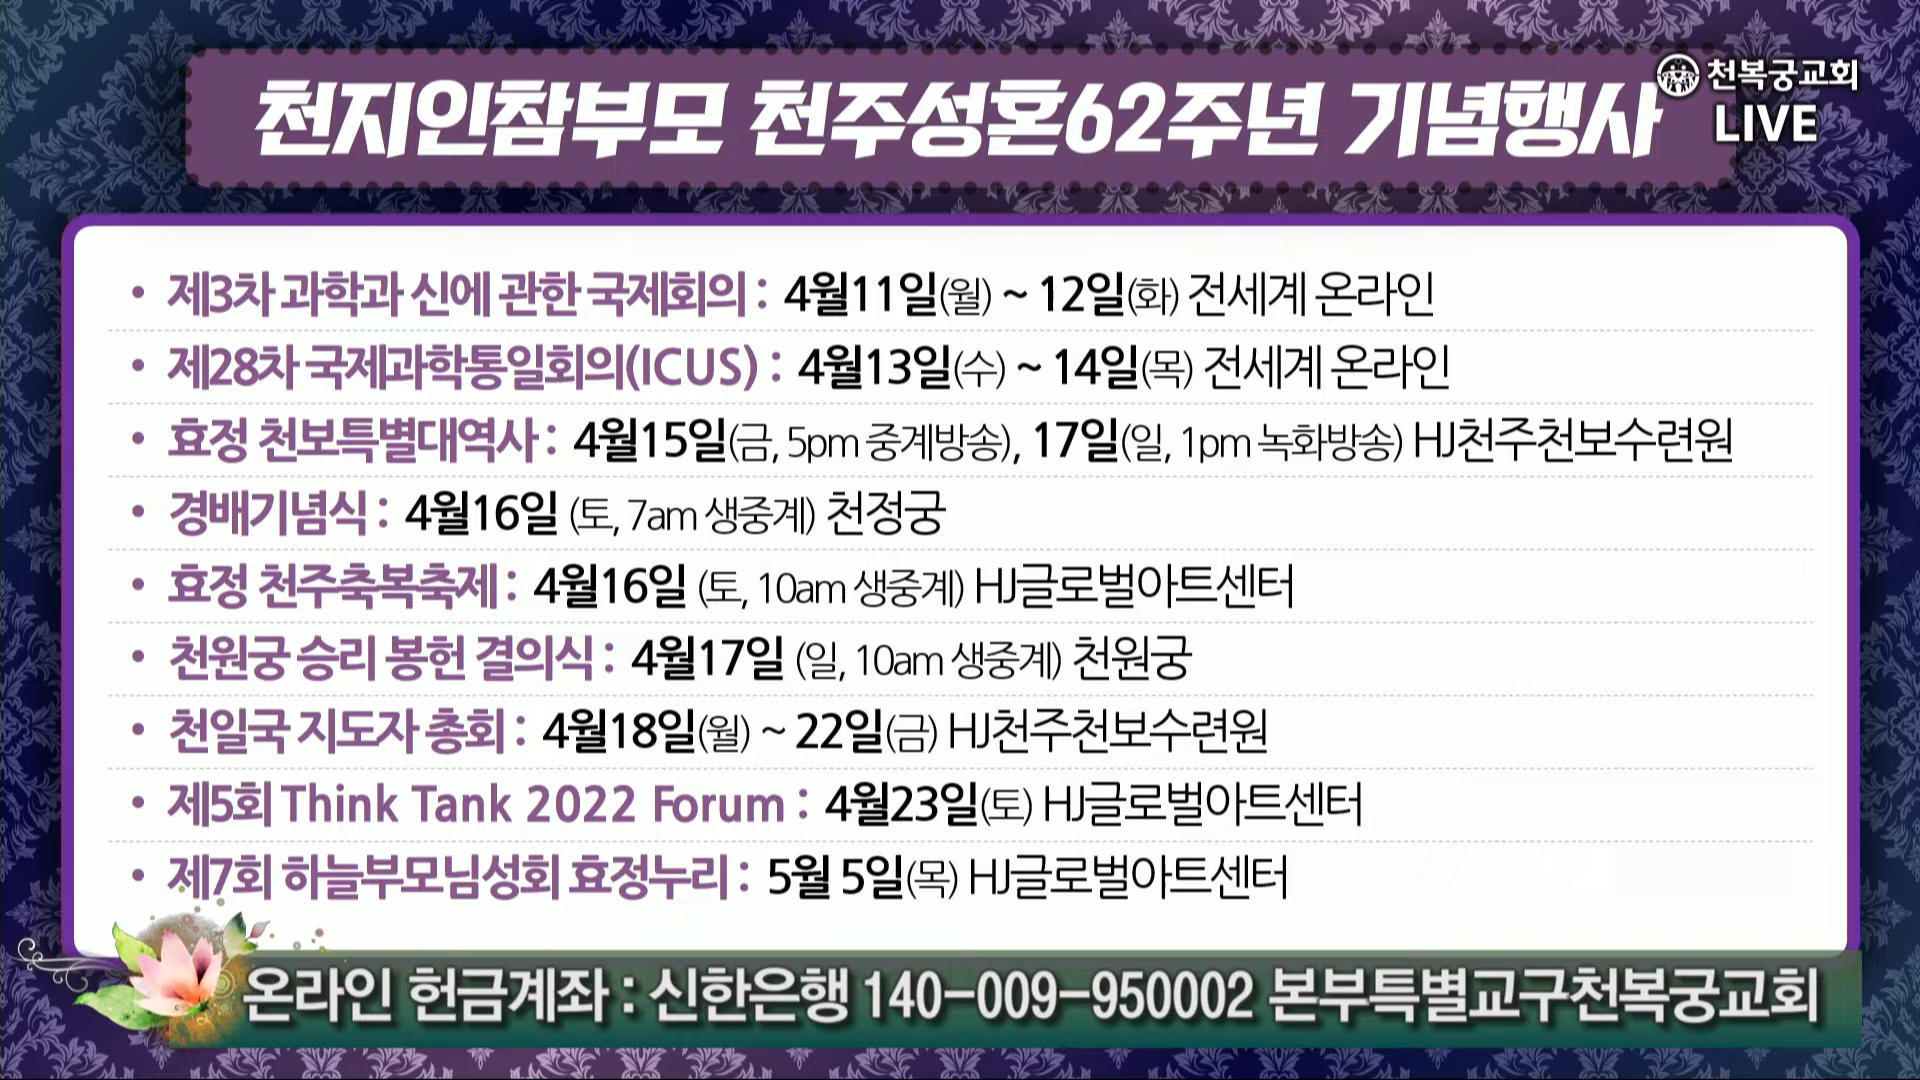 천지인참부모 천주성혼62주년 기념행사
천복궁교회
LIVE
• 제3차 과학과 신에 관한 국제회의 : 4월11일(월) ~ 12일(화) 전세계 온라인
• 제28차 국제과학통일회의(ICUS) : 4월13일(수) ~ 14일(목) 전세계 온라인
• 효정 천보특별대역사 : 4월15일(금, 5pm 중계방송), 17일(일, 1pm 녹화방송) HJ천주천보수련원
• 경배기념식 : 4월16일 (토, 7am 생중계) 천정궁
• 효정 천주축복축제 : 4월16일 (토, 10am 생중계) HJ글로벌아트센터
• 천원궁 승리 봉헌 결의식 : 4월17일 (일, 10am 생중계) 천원궁
• 천일국 지도자 총회 : 4월18일(월) ~ 22일(금) HJ천주천보수련원
• 제5회 Think Tank 2022 Forum : 4월23일(토) HJ글로벌아트센터
• 제7회 하늘부모님성회 효정누리 : 5월 5일(목) HJ글로벌아트센터
온라인 헌금계좌 : 신한은행 140-009-950002 본부특별교구천복궁교회